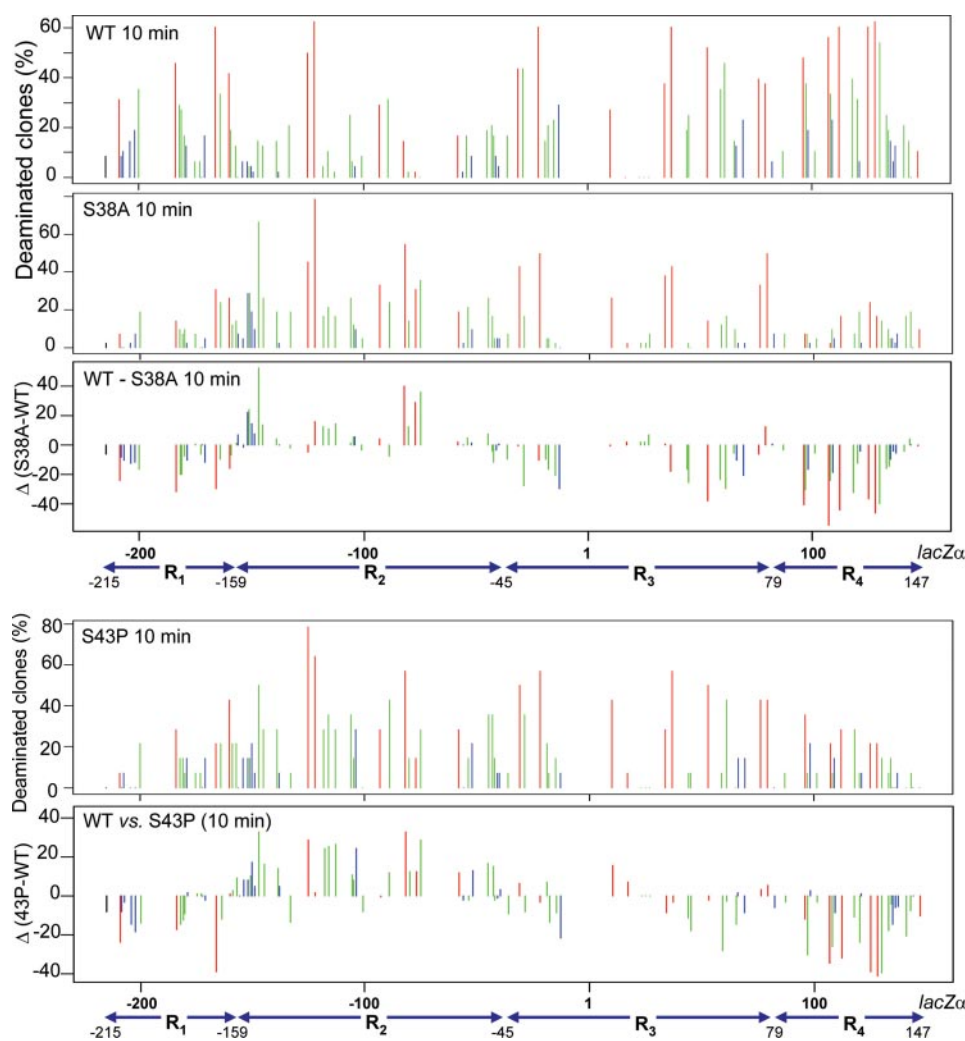 Deaminated clones (%)
WT 10 min
60
40
20
0
S38A 10 min
60
40
20
0
Δ (S38A-WT)
WT - S38A 10 min
40
20
0
-20
-40
-200 -100 1 100 lacZα
R1 R2 R3 R4
-215 -159 -45 79 147
Deaminated clones (%)
S43P 10 min
80
60
40
20
0
Δ (43P-WT)
WT vs. S43P (10 min)
40
20
0
-20
-40
-200 -100 1 100 lacZα
R1 R2 R3 R4
-215 -159 -45 79 147